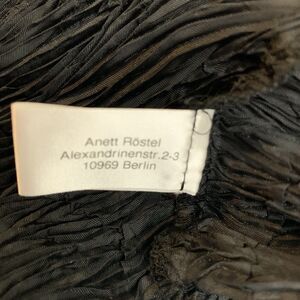 Anett Röstel
Alexandrinenstr.2-3
10969 Berlin